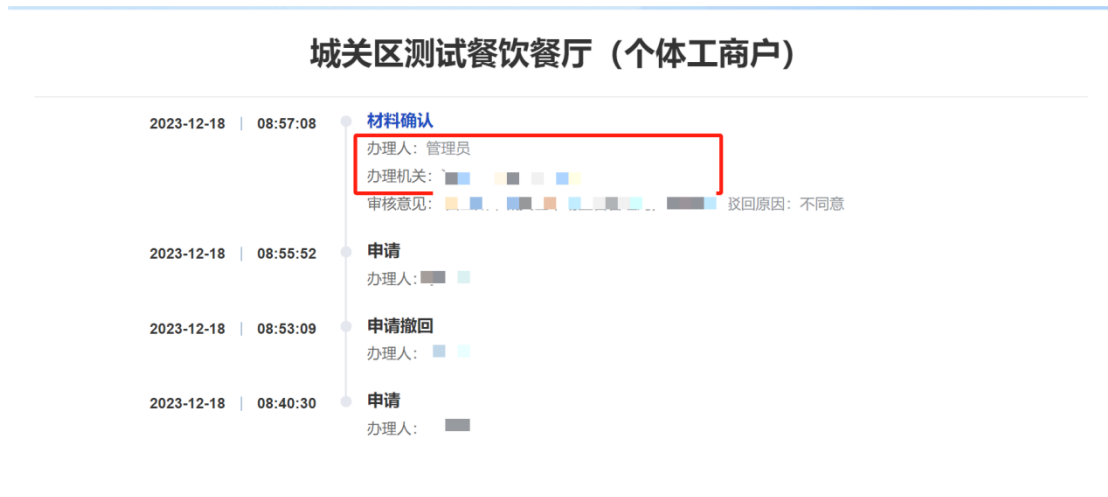 城关区测试餐饮餐厅（个体工商户）
2023-12-18 | 08:57:08 材料确认
办理人：管理员
办理机关：
审核意见： 驳回原因：不同意
2023-12-18 | 08:55:52 申请
办理人：
2023-12-18 | 08:53:09 申请撤回
办理人：
2023-12-18 | 08:40:30 申请
办理人：